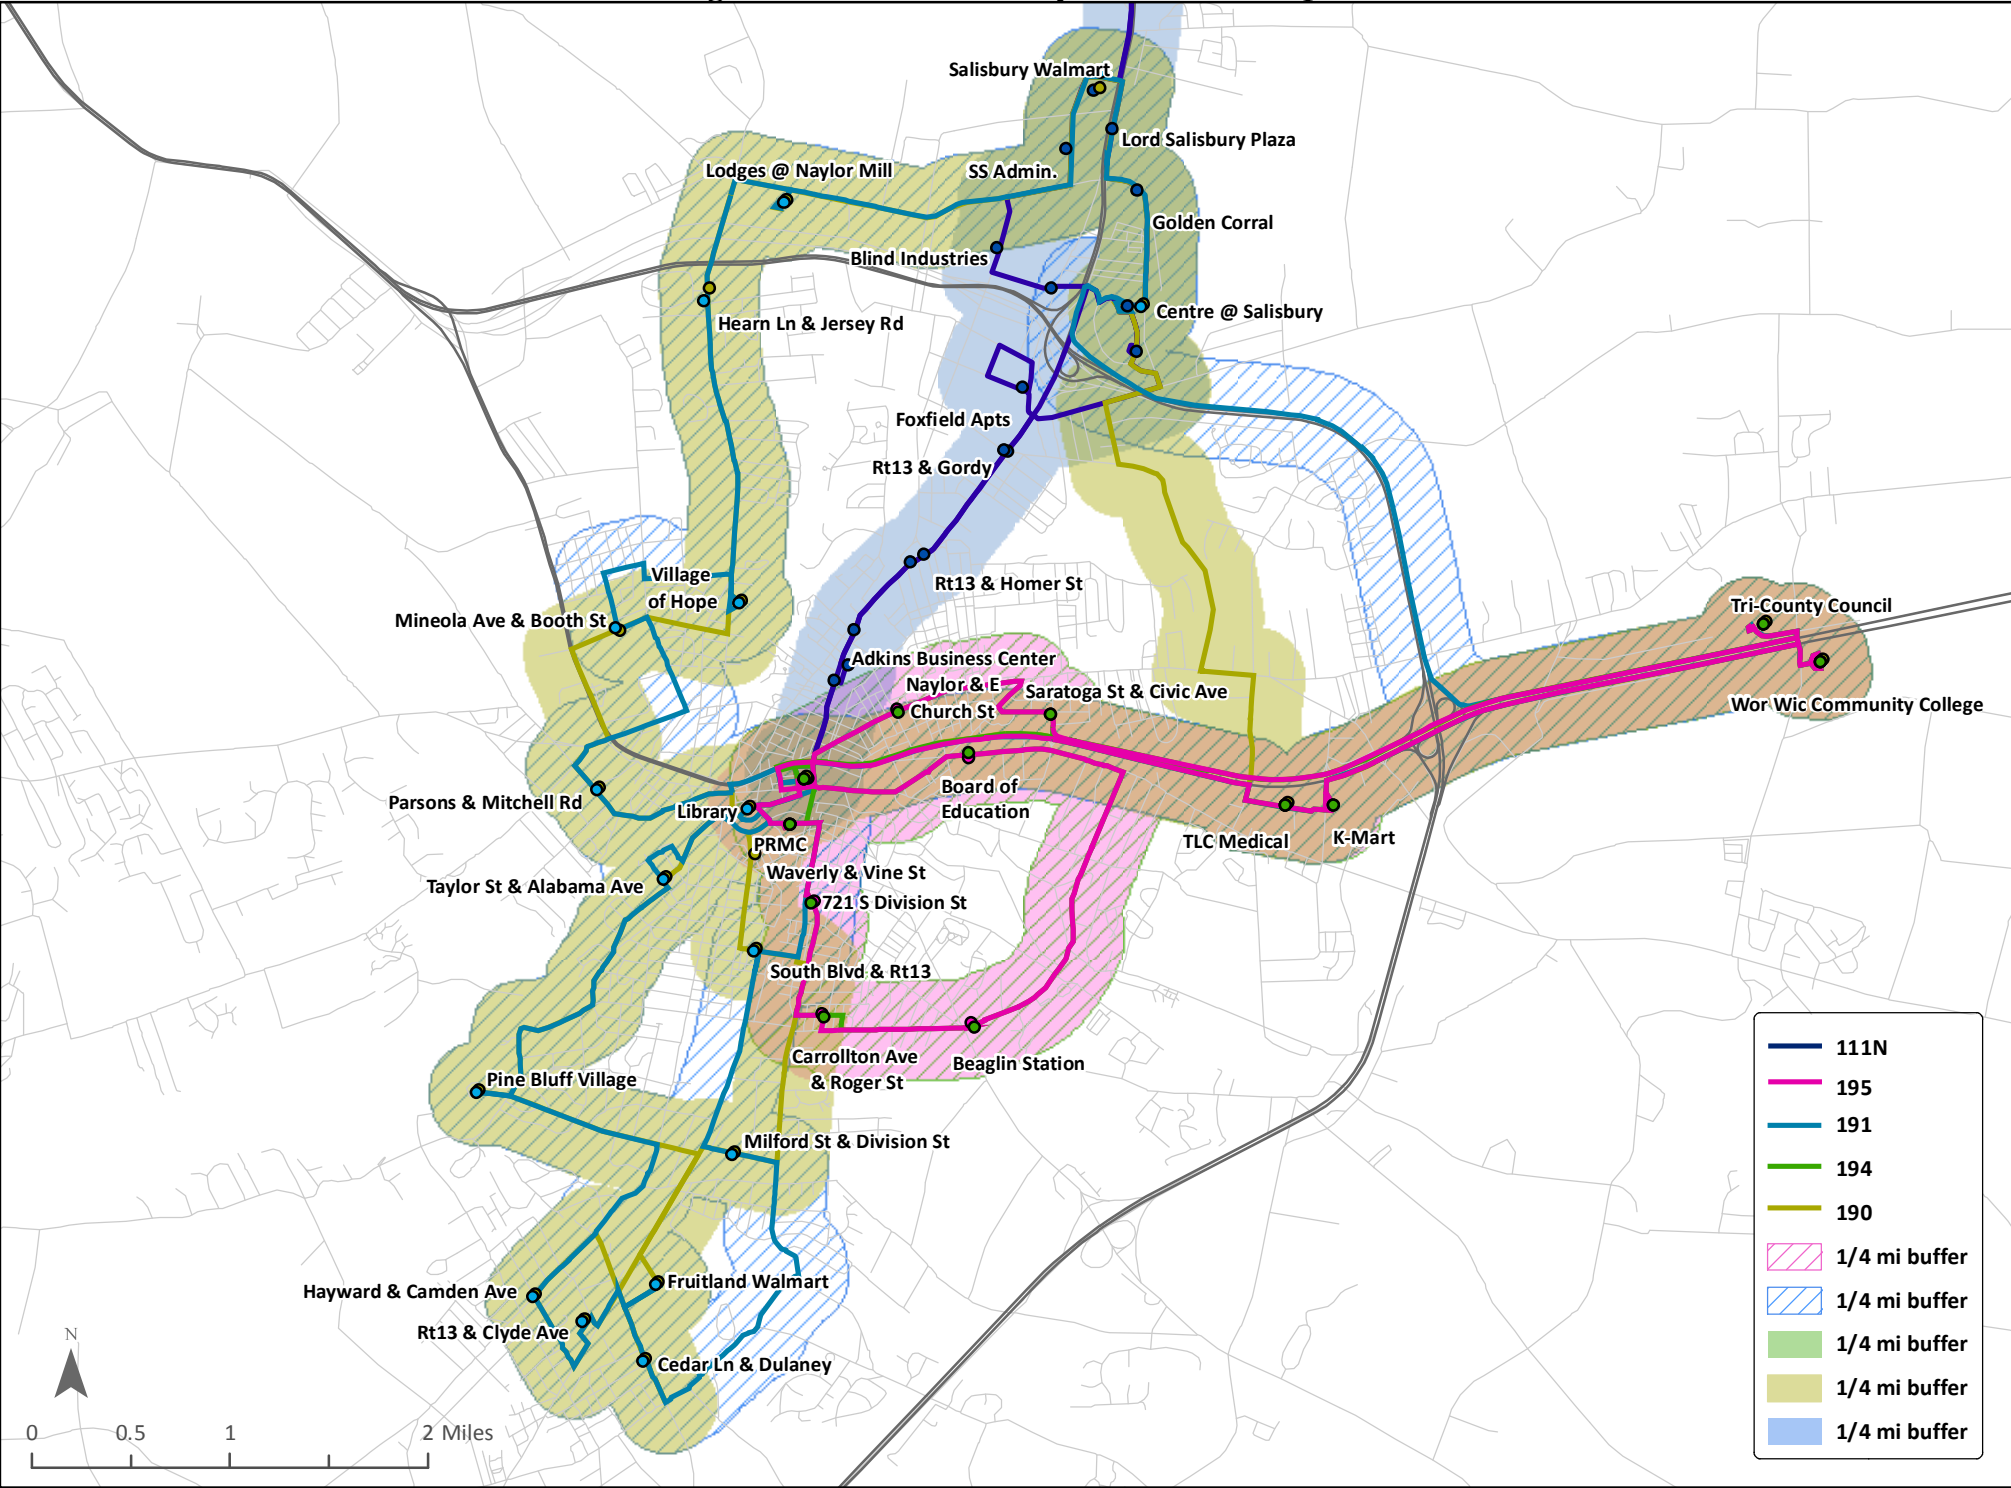 Salisbury Walmart
Lord Salisbury Plaza
Lodges @ Naylor Mill
SS Admin.
Golden Corral
Blind Industries
Centre @ Salisbury
Hearn Ln & Jersey Rd
Foxfield Apts
Rt13 & Gordy
Village
of Hope
Rt13 & Homer St
Mineola Ave & Booth St
Tri-County Council
Adkins Business Center
Naylor & E
Church St
Saratoga St & Civic Ave
Wor Wic Community College
Parsons & Mitchell Rd
Library
Board of
Education
PRMC
TLC Medical
K-Mart
Waverly & Vine St
Taylor St & Alabama Ave
721 S Division St
South Blvd & Rt13
Carrollton Ave
& Roger St
Beaglin Station
Pine Bluff Village
Milford St & Division St
Hayward & Camden Ave
Fruitland Walmart
Rt13 & Clyde Ave
Cedar Ln & Dulaney
N
0 0.5 1 2 Miles
111N
195
191
194
190
1/4 mi buffer
1/4 mi buffer
1/4 mi buffer
1/4 mi buffer
1/4 mi buffer